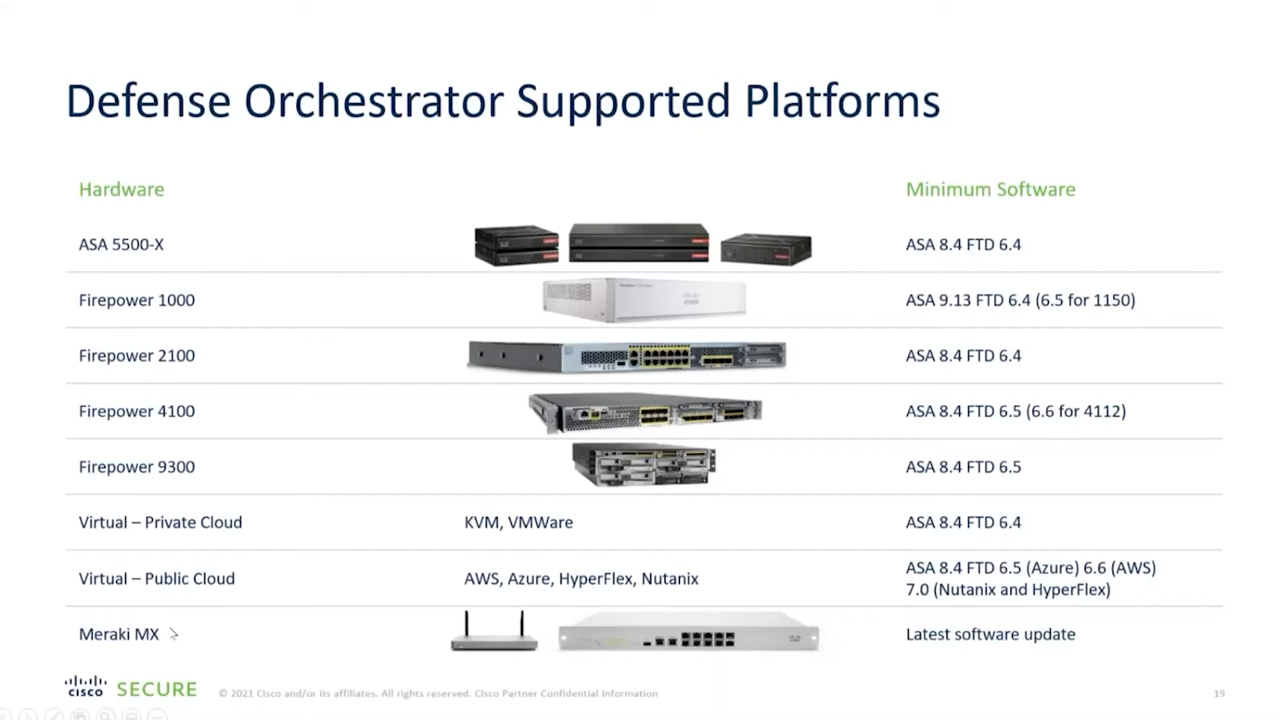 Defense Orchestrator Supported Platforms
Hardware
Minimum Software
ASA 5500-X
ASA 8.4 FTD 6.4
Firepower 1000
ASA 9.13 FTD 6.4 (6.5 for 1150)
Firepower 2100
ASA 8.4 FTD 6.4
Firepower 4100
ASA 8.4 FTD 6.5 (6.6 for 4112)
Firepower 9300
ASA 8.4 FTD 6.5
Virtual – Private Cloud
KVM, VMWare
ASA 8.4 FTD 6.4
Virtual – Public Cloud
AWS, Azure, HyperFlex, Nutanix
ASA 8.4 FTD 6.5 (Azure) 6.6 (AWS)
7.0 (Nutanix and HyperFlex)
Meraki MX
Latest software update
CISCO SECURE
© 2021 Cisco and/or its affiliates. All rights reserved. Cisco Partner Confidential Information
19